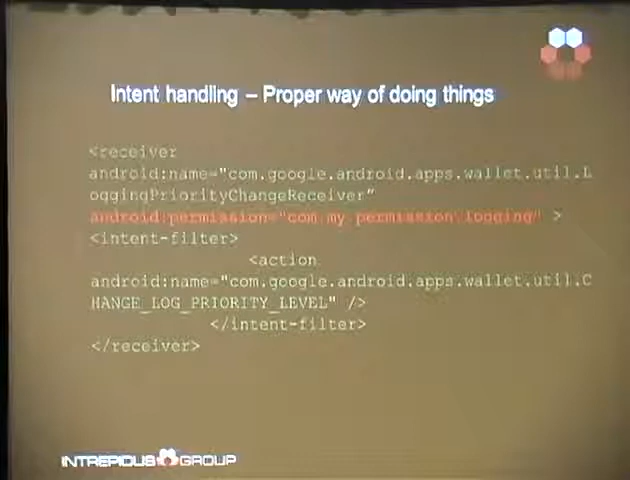 Intent handling – Proper way of doing things
<receiver
android:name="com.google.android.apps.wallet.util.L
oggingPriorityChangeReceiver"
android:permission="com.my.permission.logging" >
<intent-filter>
<action
android:name="com.google.android.apps.wallet.util.C
HANGE_LOG_PRIORITY_LEVEL" />
</intent-filter>
</receiver>
INTREPIDUS GROUP